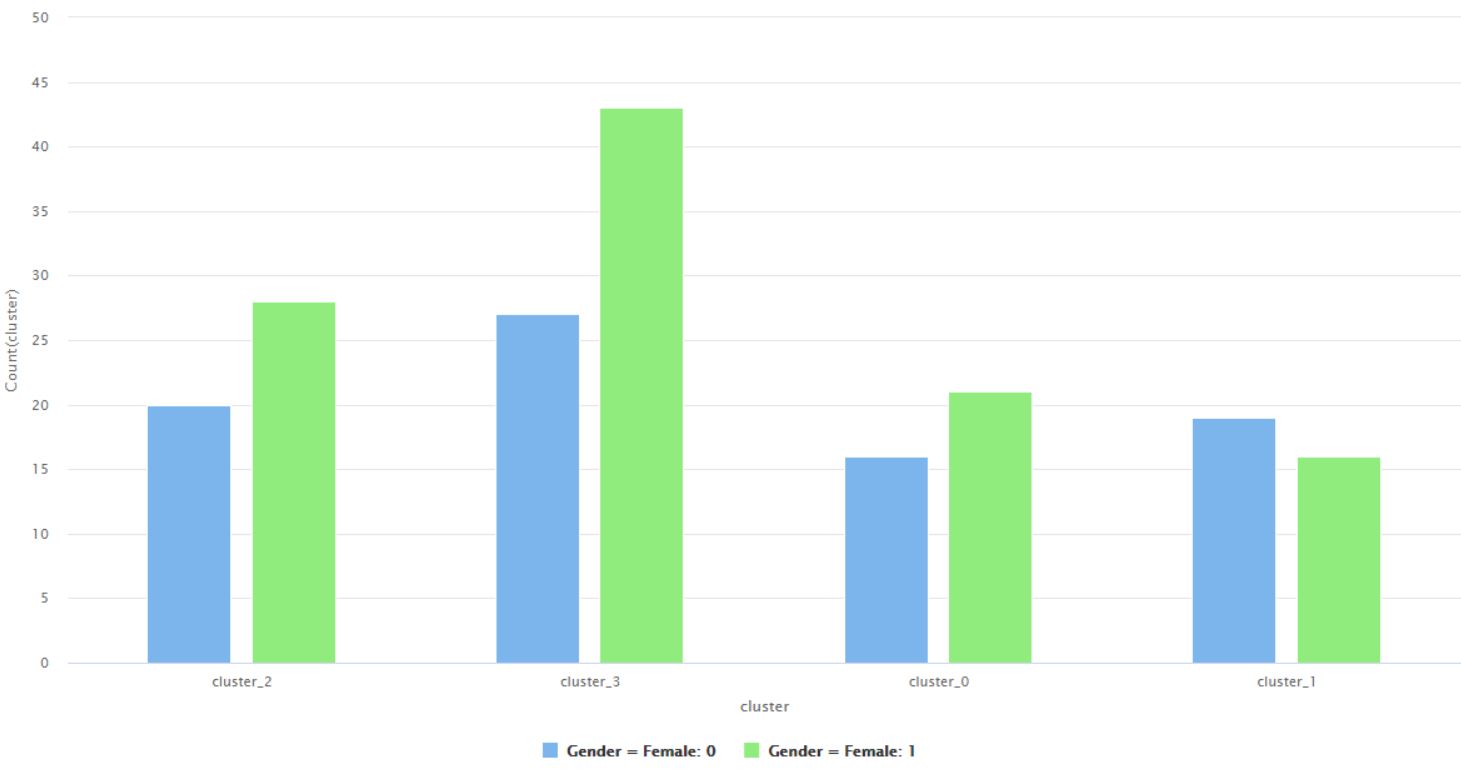 50
45
40
35
30
25
20
15
10
5
0
Count(cluster)
cluster_2 cluster_3 cluster_0 cluster_1
cluster
Gender = Female: 0 Gender = Female: 1